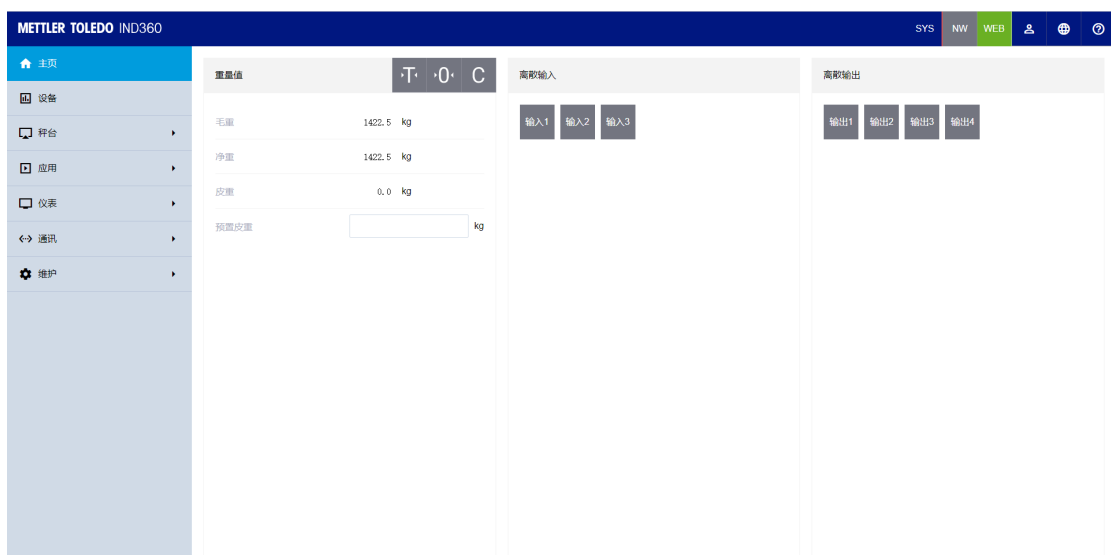 METTLER TOLEDO IND360
SYS NW WEB
主页
设备
秤台
应用
仪表
通讯
维护
重量值
T 0 C
毛重 1422.5 kg
净重 1422.5 kg
皮重 0.0 kg
预置皮重 kg
离散输入
输入1 输入2 输入3
离散输出
输出1 输出2 输出3 输出4